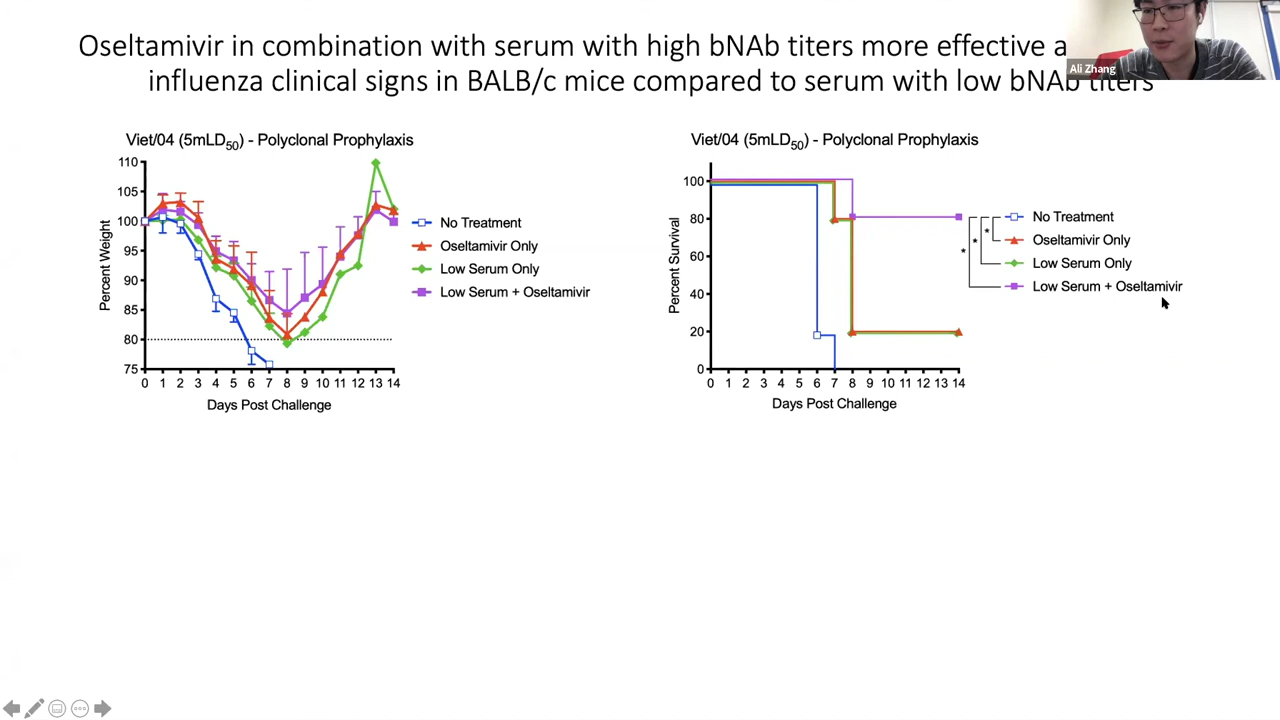 Oseltamivir in combination with serum with high bNAb titers more effective a
influenza clinical signs in BALB/c mice compared to serum with low bNAb titers
Ali Zhang
Viet/04 (5mLD50) - Polyclonal Prophylaxis
110
105
100
95
90
85
80
75
Percent Weight
0 1 2 3 4 5 6 7 8 9 10 11 12 13 14
Days Post Challenge
No Treatment
Oseltamivir Only
Low Serum Only
Low Serum + Oseltamivir
Viet/04 (5mLD50) - Polyclonal Prophylaxis
100
80
60
40
20
0
Percent Survival
0 1 2 3 4 5 6 7 8 9 10 11 12 13 14
Days Post Challenge
* * *
No Treatment
Oseltamivir Only
Low Serum Only
Low Serum + Oseltamivir